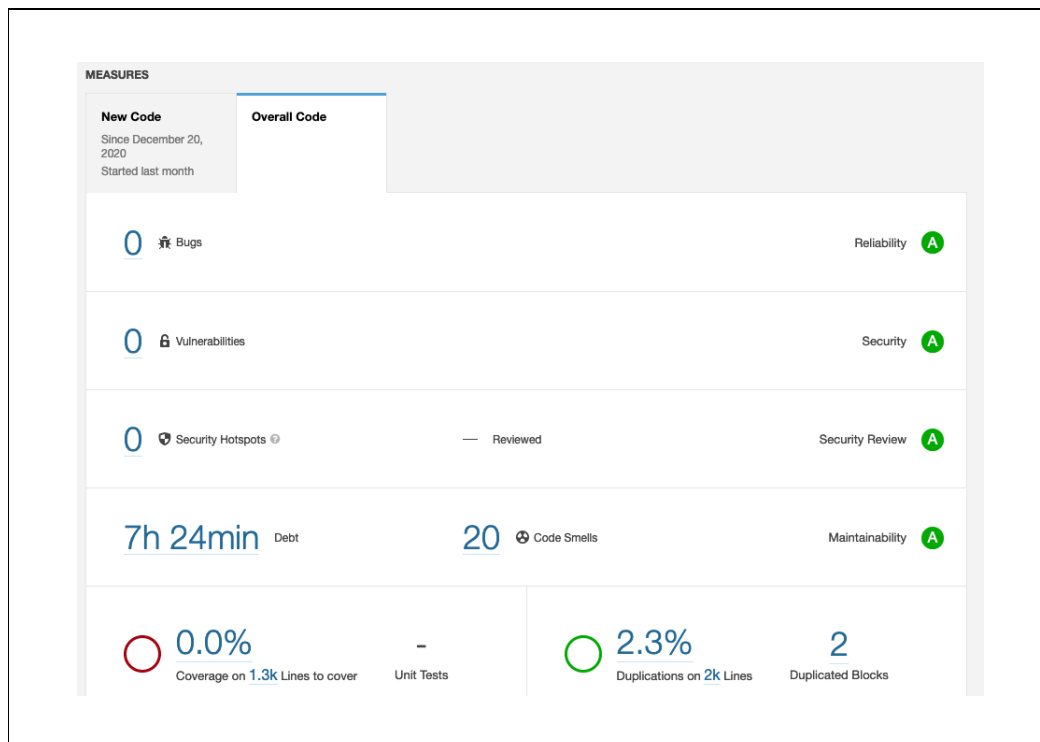 MEASURES
New Code
Since December 20,
2020
Started last month
Overall Code
0 Bugs Reliability A
0 Vulnerabilities Security A
0 Security Hotspots ? — Reviewed Security Review A
7h 24min Debt 20 Code Smells Maintainability A
0.0% - 2.3% 2
Coverage on 1.3k Lines to cover Unit Tests Duplications on 2k Lines Duplicated Blocks